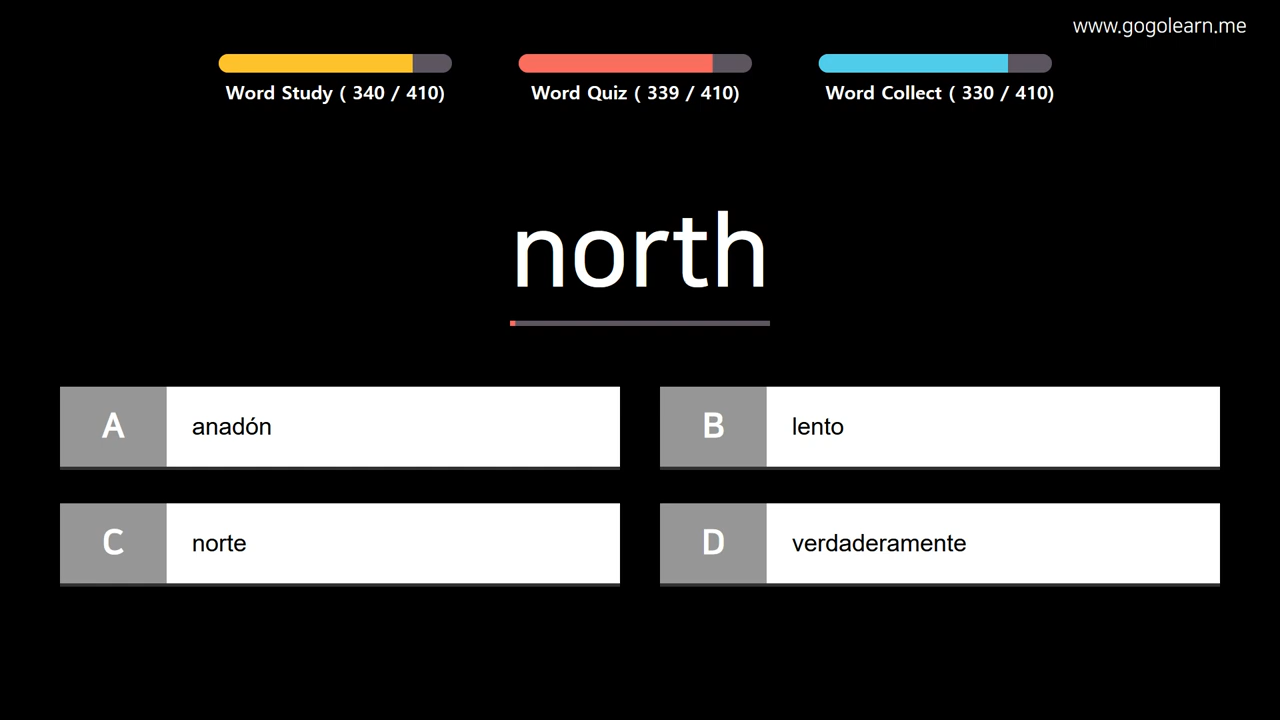 www.gogolearn.me
Word Study ( 340 / 410)
Word Quiz ( 339 / 410)
Word Collect ( 330 / 410)
north
A anadón
B lento
C norte
D verdaderamente